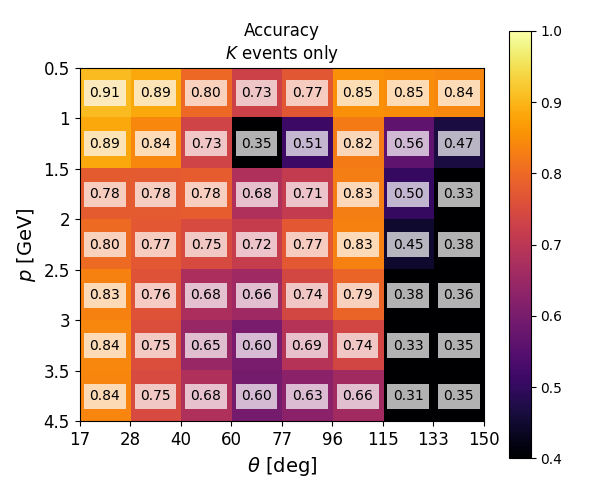 Accuracy
K events only
1.0
0.9
0.8
0.7
0.6
0.5
0.4
p [GeV]
0.5
1
1.5
2
2.5
3
3.5
4.5
0.91 0.89 0.80 0.73 0.77 0.85 0.85 0.84
0.89 0.84 0.73 0.35 0.51 0.82 0.56 0.47
0.78 0.78 0.78 0.68 0.71 0.83 0.50 0.33
0.80 0.77 0.75 0.72 0.77 0.83 0.45 0.38
0.83 0.76 0.68 0.66 0.74 0.79 0.38 0.36
0.84 0.75 0.65 0.60 0.69 0.74 0.33 0.35
0.84 0.75 0.68 0.60 0.63 0.66 0.31 0.35
17 28 40 60 77 96 115 133 150
θ [deg]